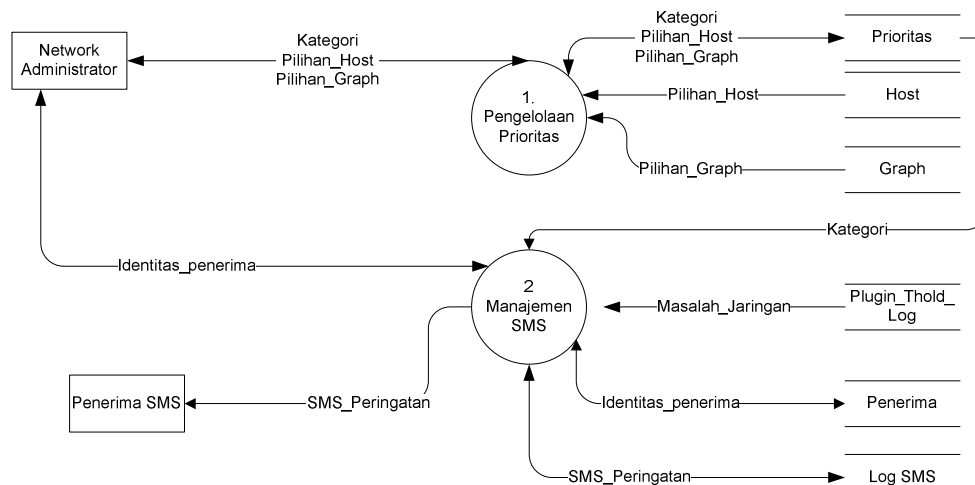 Network
Administrator
Kategori
Pilihan_Host
Pilihan_Graph
Kategori
Pilihan_Host
Pilihan_Graph
Prioritas
1.
Pengelolaan
Prioritas
Pilihan_Host
Host
Pilihan_Graph
Graph
Kategori
Identitas_penerima
2
Manajemen
SMS
Masalah_Jaringan
Plugin_Thold_
Log
Penerima SMS
SMS_Peringatan
Identitas_penerima
Penerima
SMS_Peringatan
Log SMS